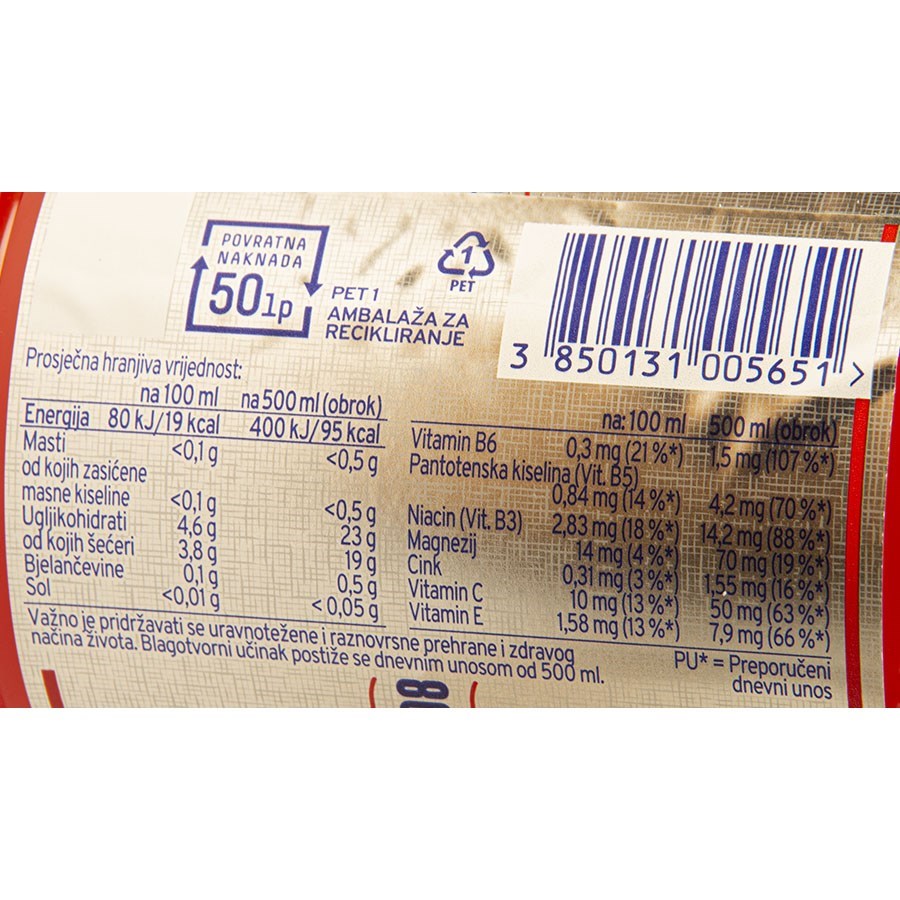 POVRATNA
NAKNADA
50lp
1
PET
PET 1
AMBALAŽA ZA
RECIKLIRANJE
3 850131 005651 >
Prosječna hranjiva vrijednost:
na 100 ml na 500 ml (obrok)
Energija 80 kJ/19 kcal 400 kJ/95 kcal
Masti <0,1 g <0,5 g
od kojih zasićene
masne kiseline <0,1 g <0,5 g
Ugljikohidrati 4,6 g 23 g
od kojih šećeri 3,8 g 19 g
Bjelančevine 0,1 g 0,5 g
Sol <0,01 g <0,05 g
na: 100 ml 500 ml (obrok)
Vitamin B6 0,3 mg (21 %*) 1,5 mg (107 %*)
Pantotenska kiselina (Vit. B5)
0,84 mg (14 %*) 4,2 mg (70 %*)
Niacin (Vit. B3) 2,83 mg (18 %*) 14,2 mg (88 %*)
Magnezij 14 mg (4 %*) 70 mg (19 %*)
Cink 0,31 mg (3 %*) 1,55 mg (16 %*)
Vitamin C 10 mg (13 %*) 50 mg (63 %*)
Vitamin E 1,58 mg (13 %*) 7,9 mg (66 %*)
Važno je pridržavati se uravnotežene i raznovrsne prehrane i zdravog
načina života. Blagotvorni učinak postiže se dnevnim unosom od 500 ml.
PU* = Preporučeni
dnevni unos